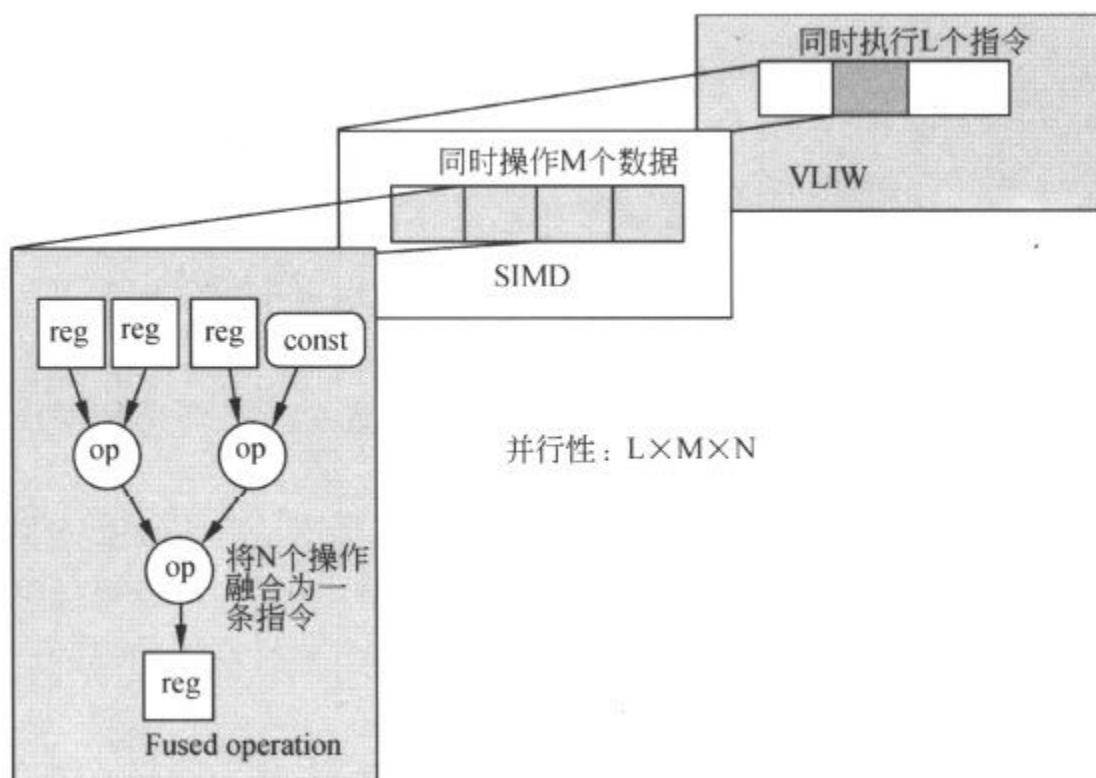 同时执行L个指令
VLIW
同时操作M个数据
SIMD
reg
reg
reg
const
op
op
并行性：L×M×N
op
将N个操作
融合为一
条指令
reg
Fused operation